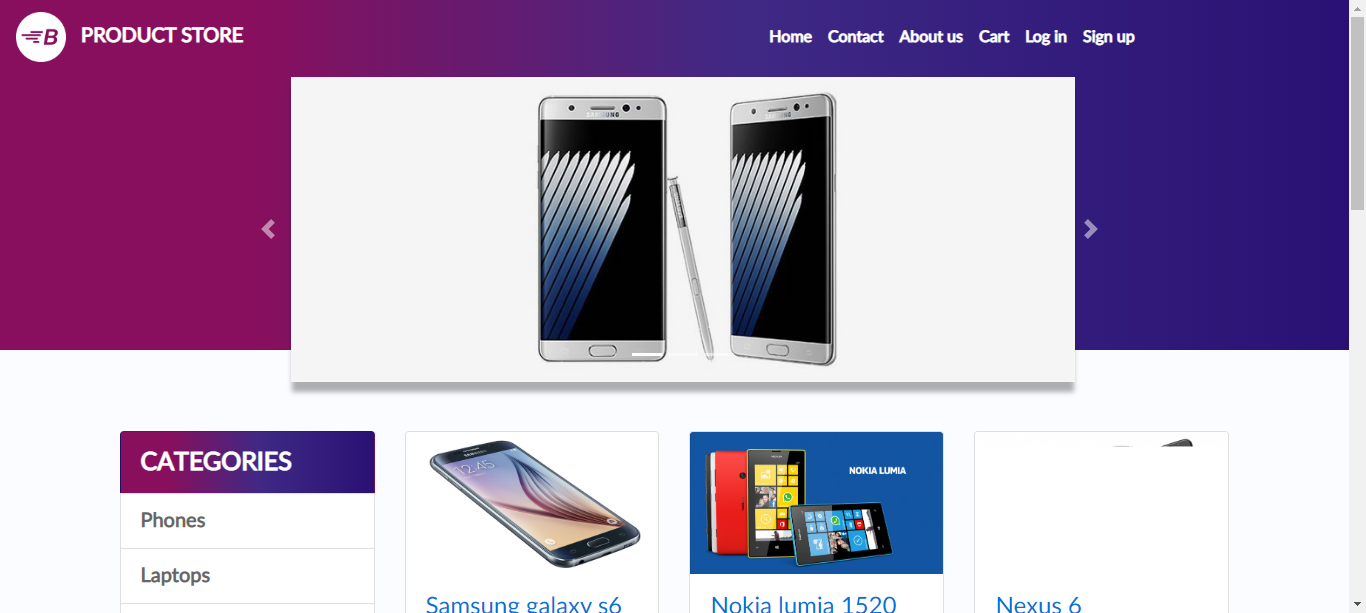 B PRODUCT STORE
Home Contact About us Cart Log in Sign up
SAMSUNG SAMSUNG
CATEGORIES
Phones
Laptops
12:45
NOKIA LUMIA
Samsung galaxy s6
Nokia lumia 1520
Nexus 6